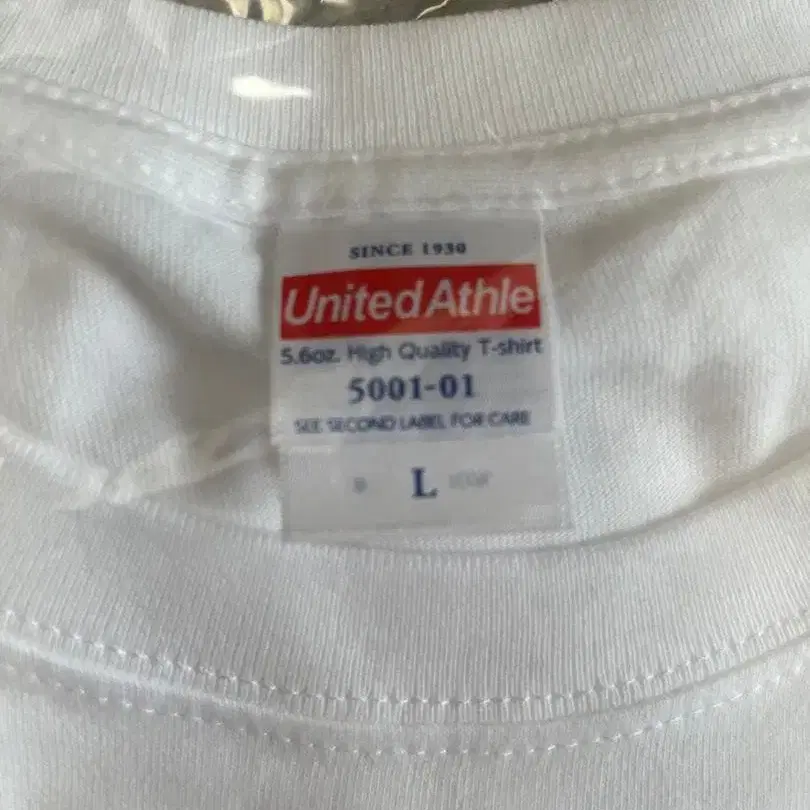 SINCE 1930
United Athle
5.6oz. High Quality T-shirt
5001-01
SEE SECOND LABEL FOR CARE
L